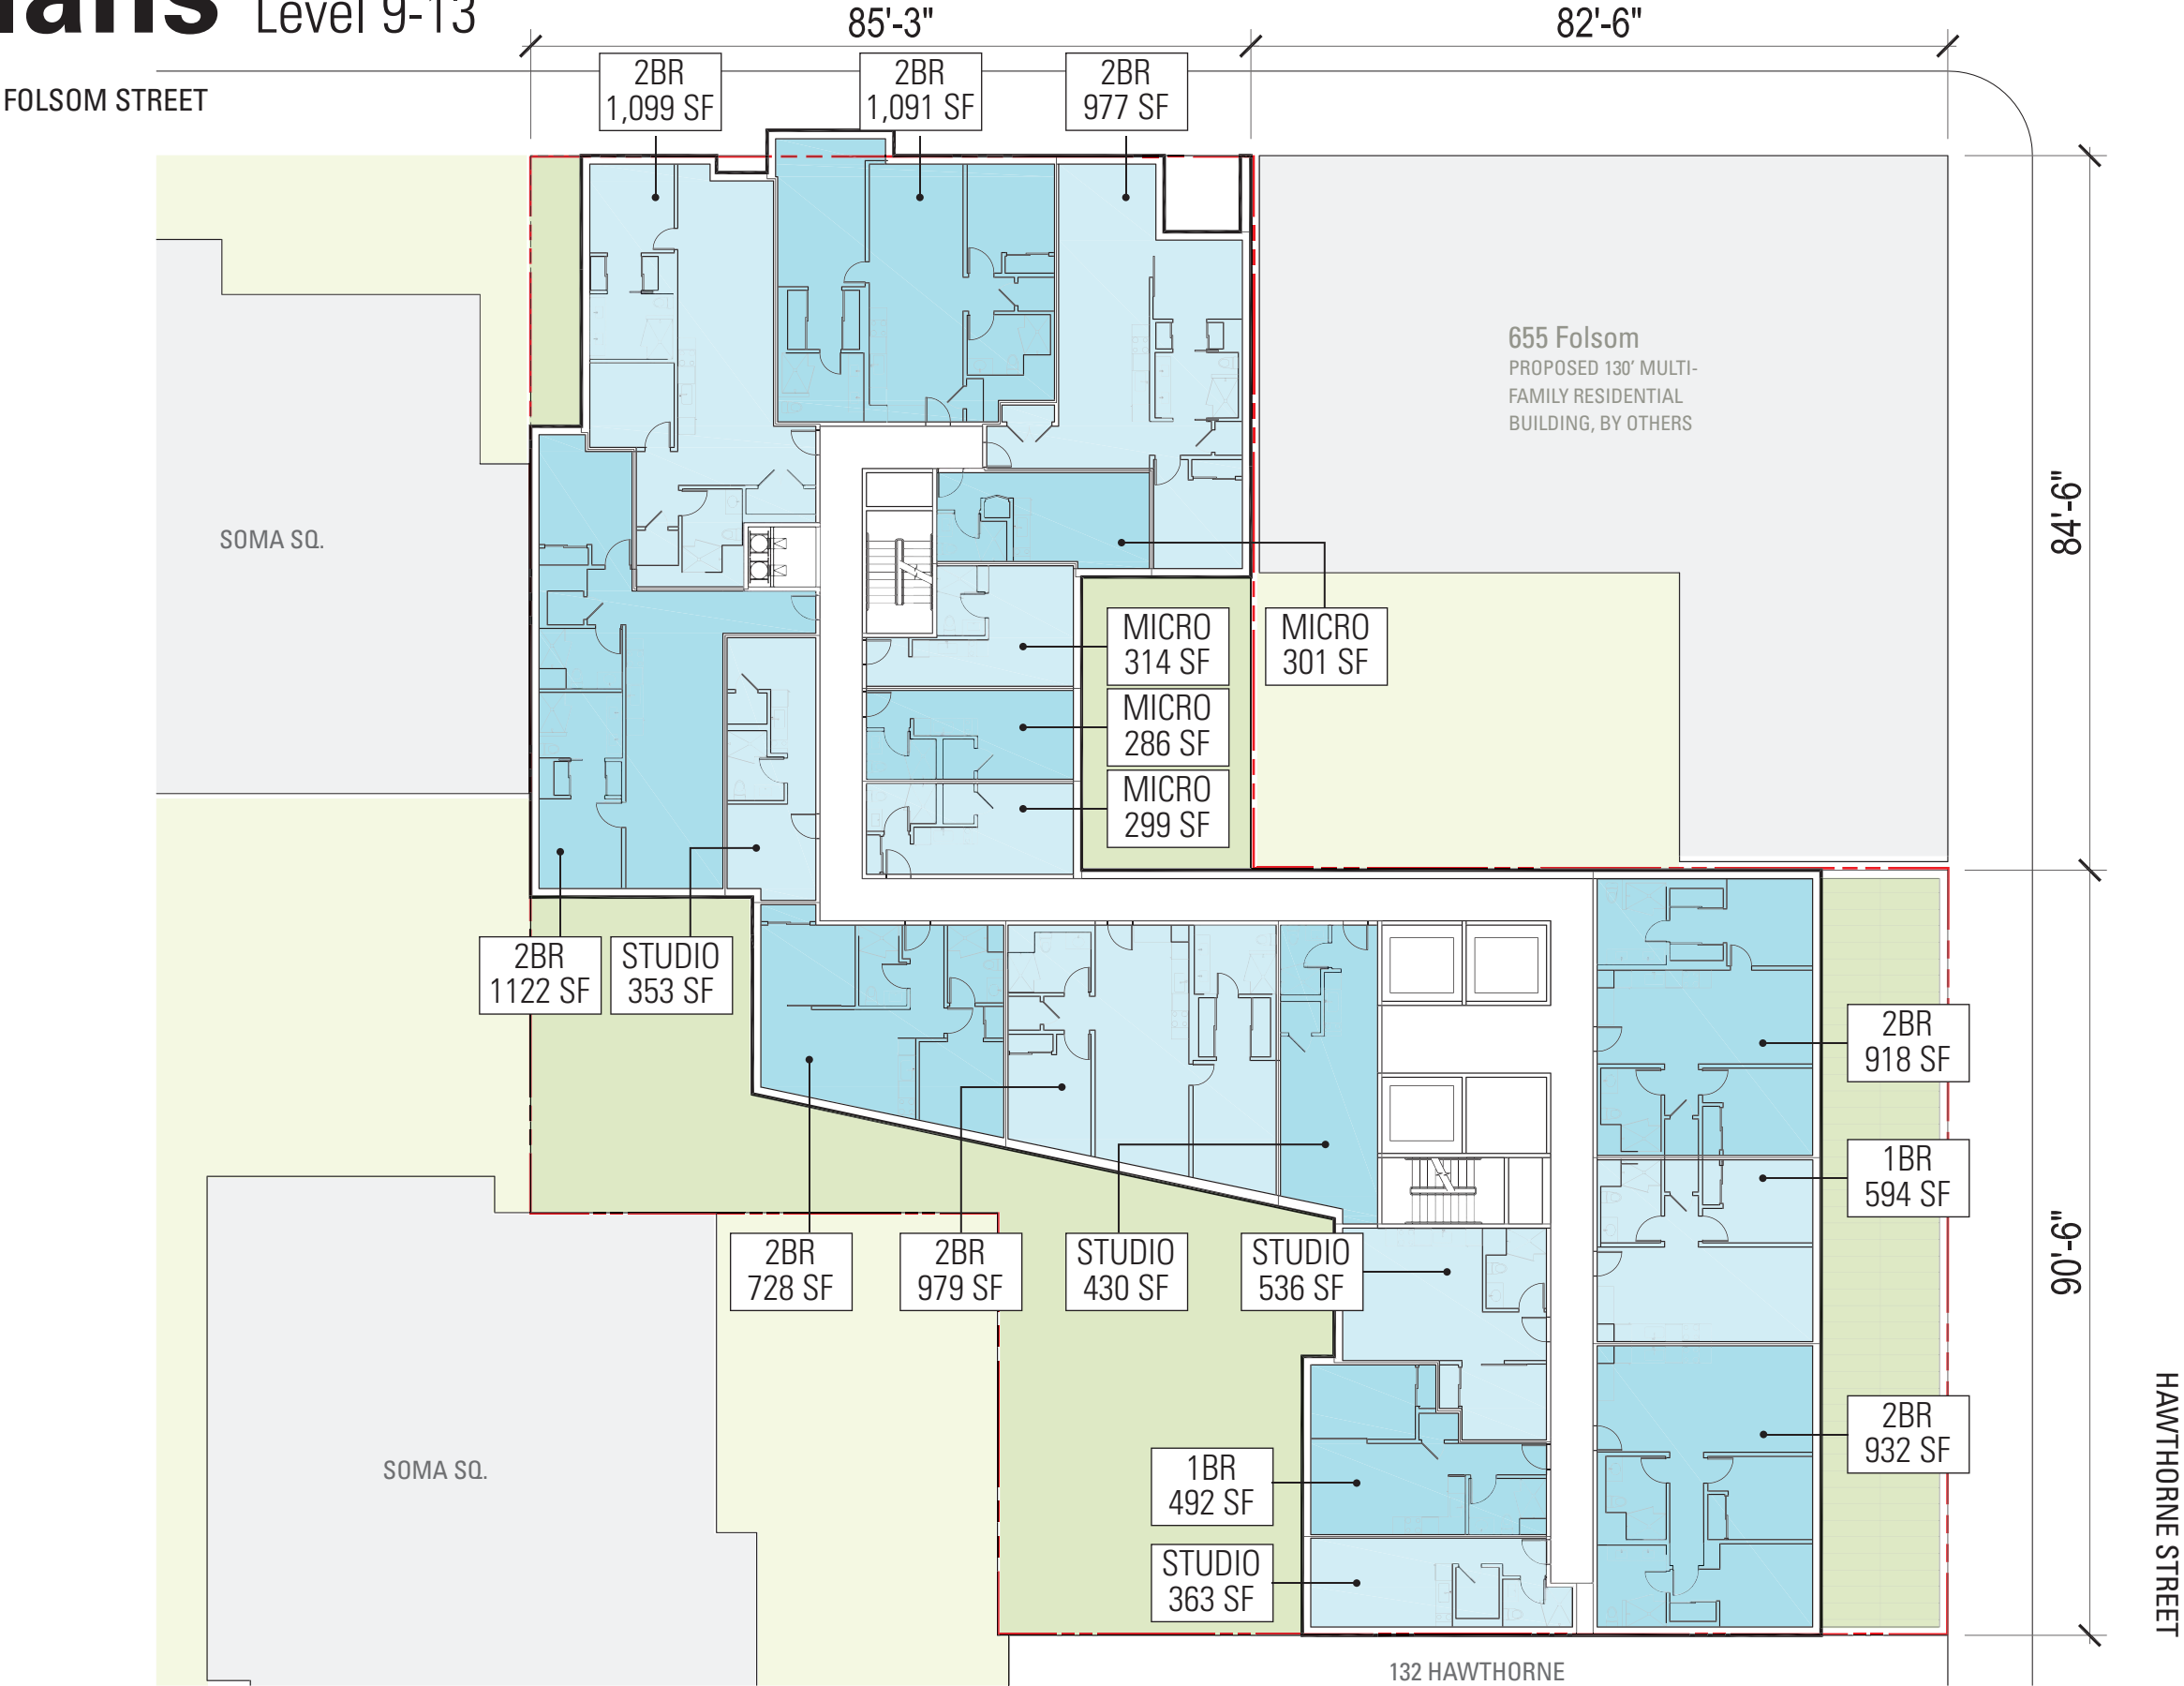 Level 9-13
85'-3"
82'-6"
FOLSOM STREET
2BR
1,099 SF
2BR
1,091 SF
2BR
977 SF
655 Folsom
PROPOSED 130' MULTI-
FAMILY RESIDENTIAL
BUILDING, BY OTHERS
84'-6"
SOMA SQ.
MICRO
314 SF
MICRO
301 SF
MICRO
286 SF
MICRO
299 SF
2BR
1122 SF
STUDIO
353 SF
2BR
918 SF
1BR
594 SF
90'-9"
2BR
728 SF
2BR
979 SF
STUDIO
430 SF
STUDIO
536 SF
2BR
932 SF
1BR
492 SF
SOMA SQ.
STUDIO
363 SF
HAWTHORNE STREET
132 HAWTHORNE